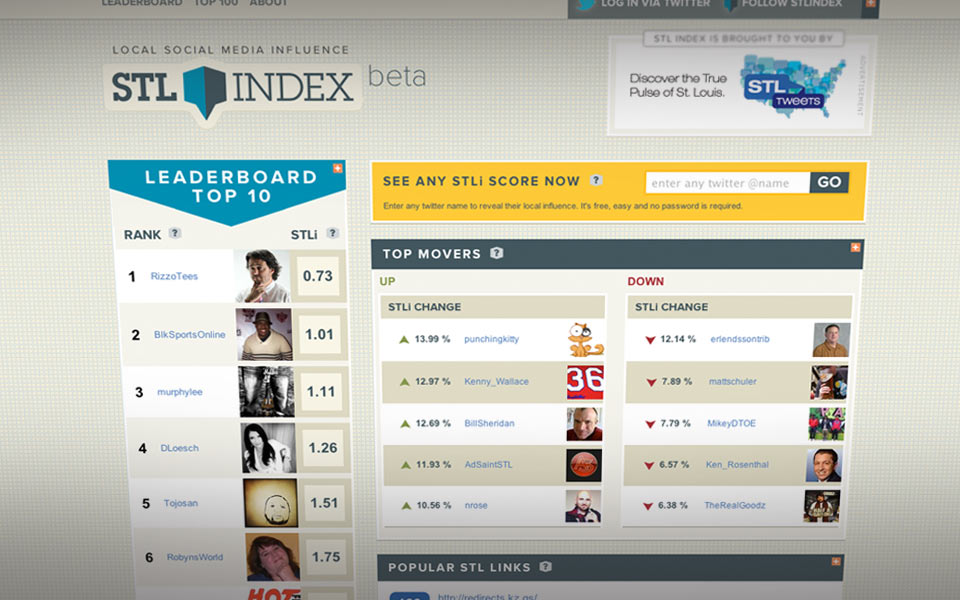 LEADERBOARD TOP 100 ABOUT
LOG IN VIA TWITTER FOLLOW STLINDEX
LOCAL SOCIAL MEDIA INFLUENCE
STL INDEX beta
STL INDEX IS BROUGHT TO YOU BY
Discover the True
Pulse of St. Louis.
STL
TWEETS
ADVERTISEMENT
LEADERBOARD
TOP 10
RANK ? STLi ?
1 RizzoTees 0.73
2 BlkSportsOnline 1.01
3 murphylee 1.11
4 DLoesch 1.26
5 Tojosan 1.51
6 RobynsWorld 1.75
HOT
SEE ANY STLi SCORE NOW ?
enter any twitter @name GO
Enter any twitter name to reveal their local influence. It's free, easy and no password is required.
TOP MOVERS ?
UP
STLi CHANGE
13.99 % punchingkitty
12.97 % Kenny_Wallace
36
12.69 % BillSheridan
11.93 % AdSaintSTL
10.56 % nrose
DOWN
STLi CHANGE
12.14 % erlendssontrib
7.89 % mattschuler
7.79 % MikeyDTOE
6.57 % Ken_Rosenthal
6.38 % TheRealGoodz
POPULAR STL LINKS ?
http://redirects.kz.gs/